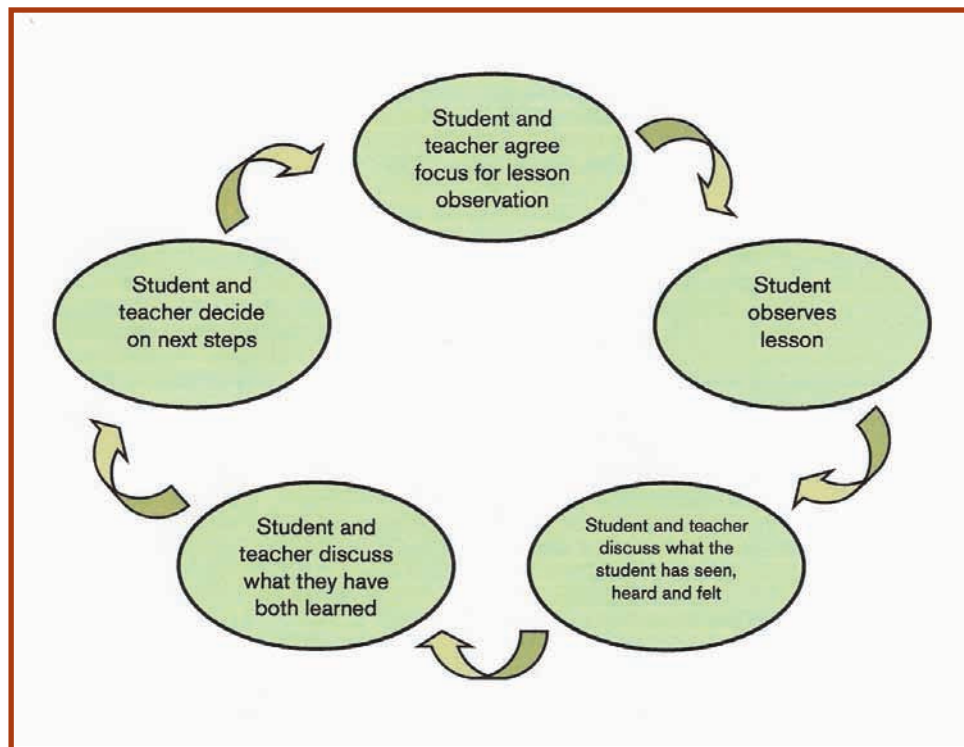 Student and
teacher agree
focus for lesson
observation
Student
observes
lesson
Student and teacher
discuss what the
student has seen,
heard and felt
Student and
teacher discuss
what they have
both learned
Student and
teacher decide
on next steps